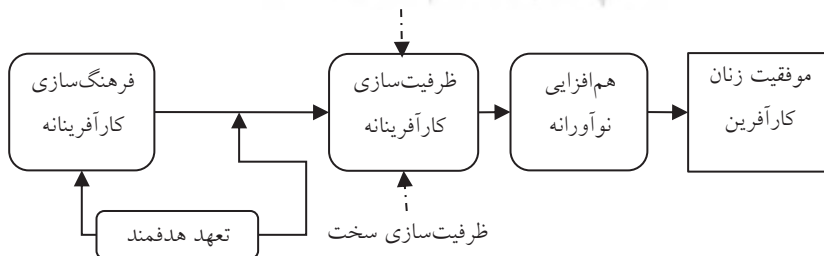 فرهنگ‌سازی
کارآفرینانه
ظرفیت‌سازی
کارآفرینانه
هم‌افزایی
نوآورانه
موفقیت زنان
کارآفرین
تعهد هدفمند
ظرفیت‌سازی سخت